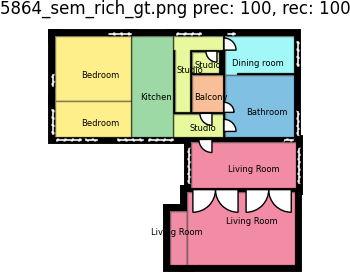 5864_sem_rich_gt.png prec: 100, rec: 100
Studio
Dining room
Studio
Bedroom
Kitchen
Balcony
Bathroom
Bedroom
Studio
Living Room
Living Room
Living Room